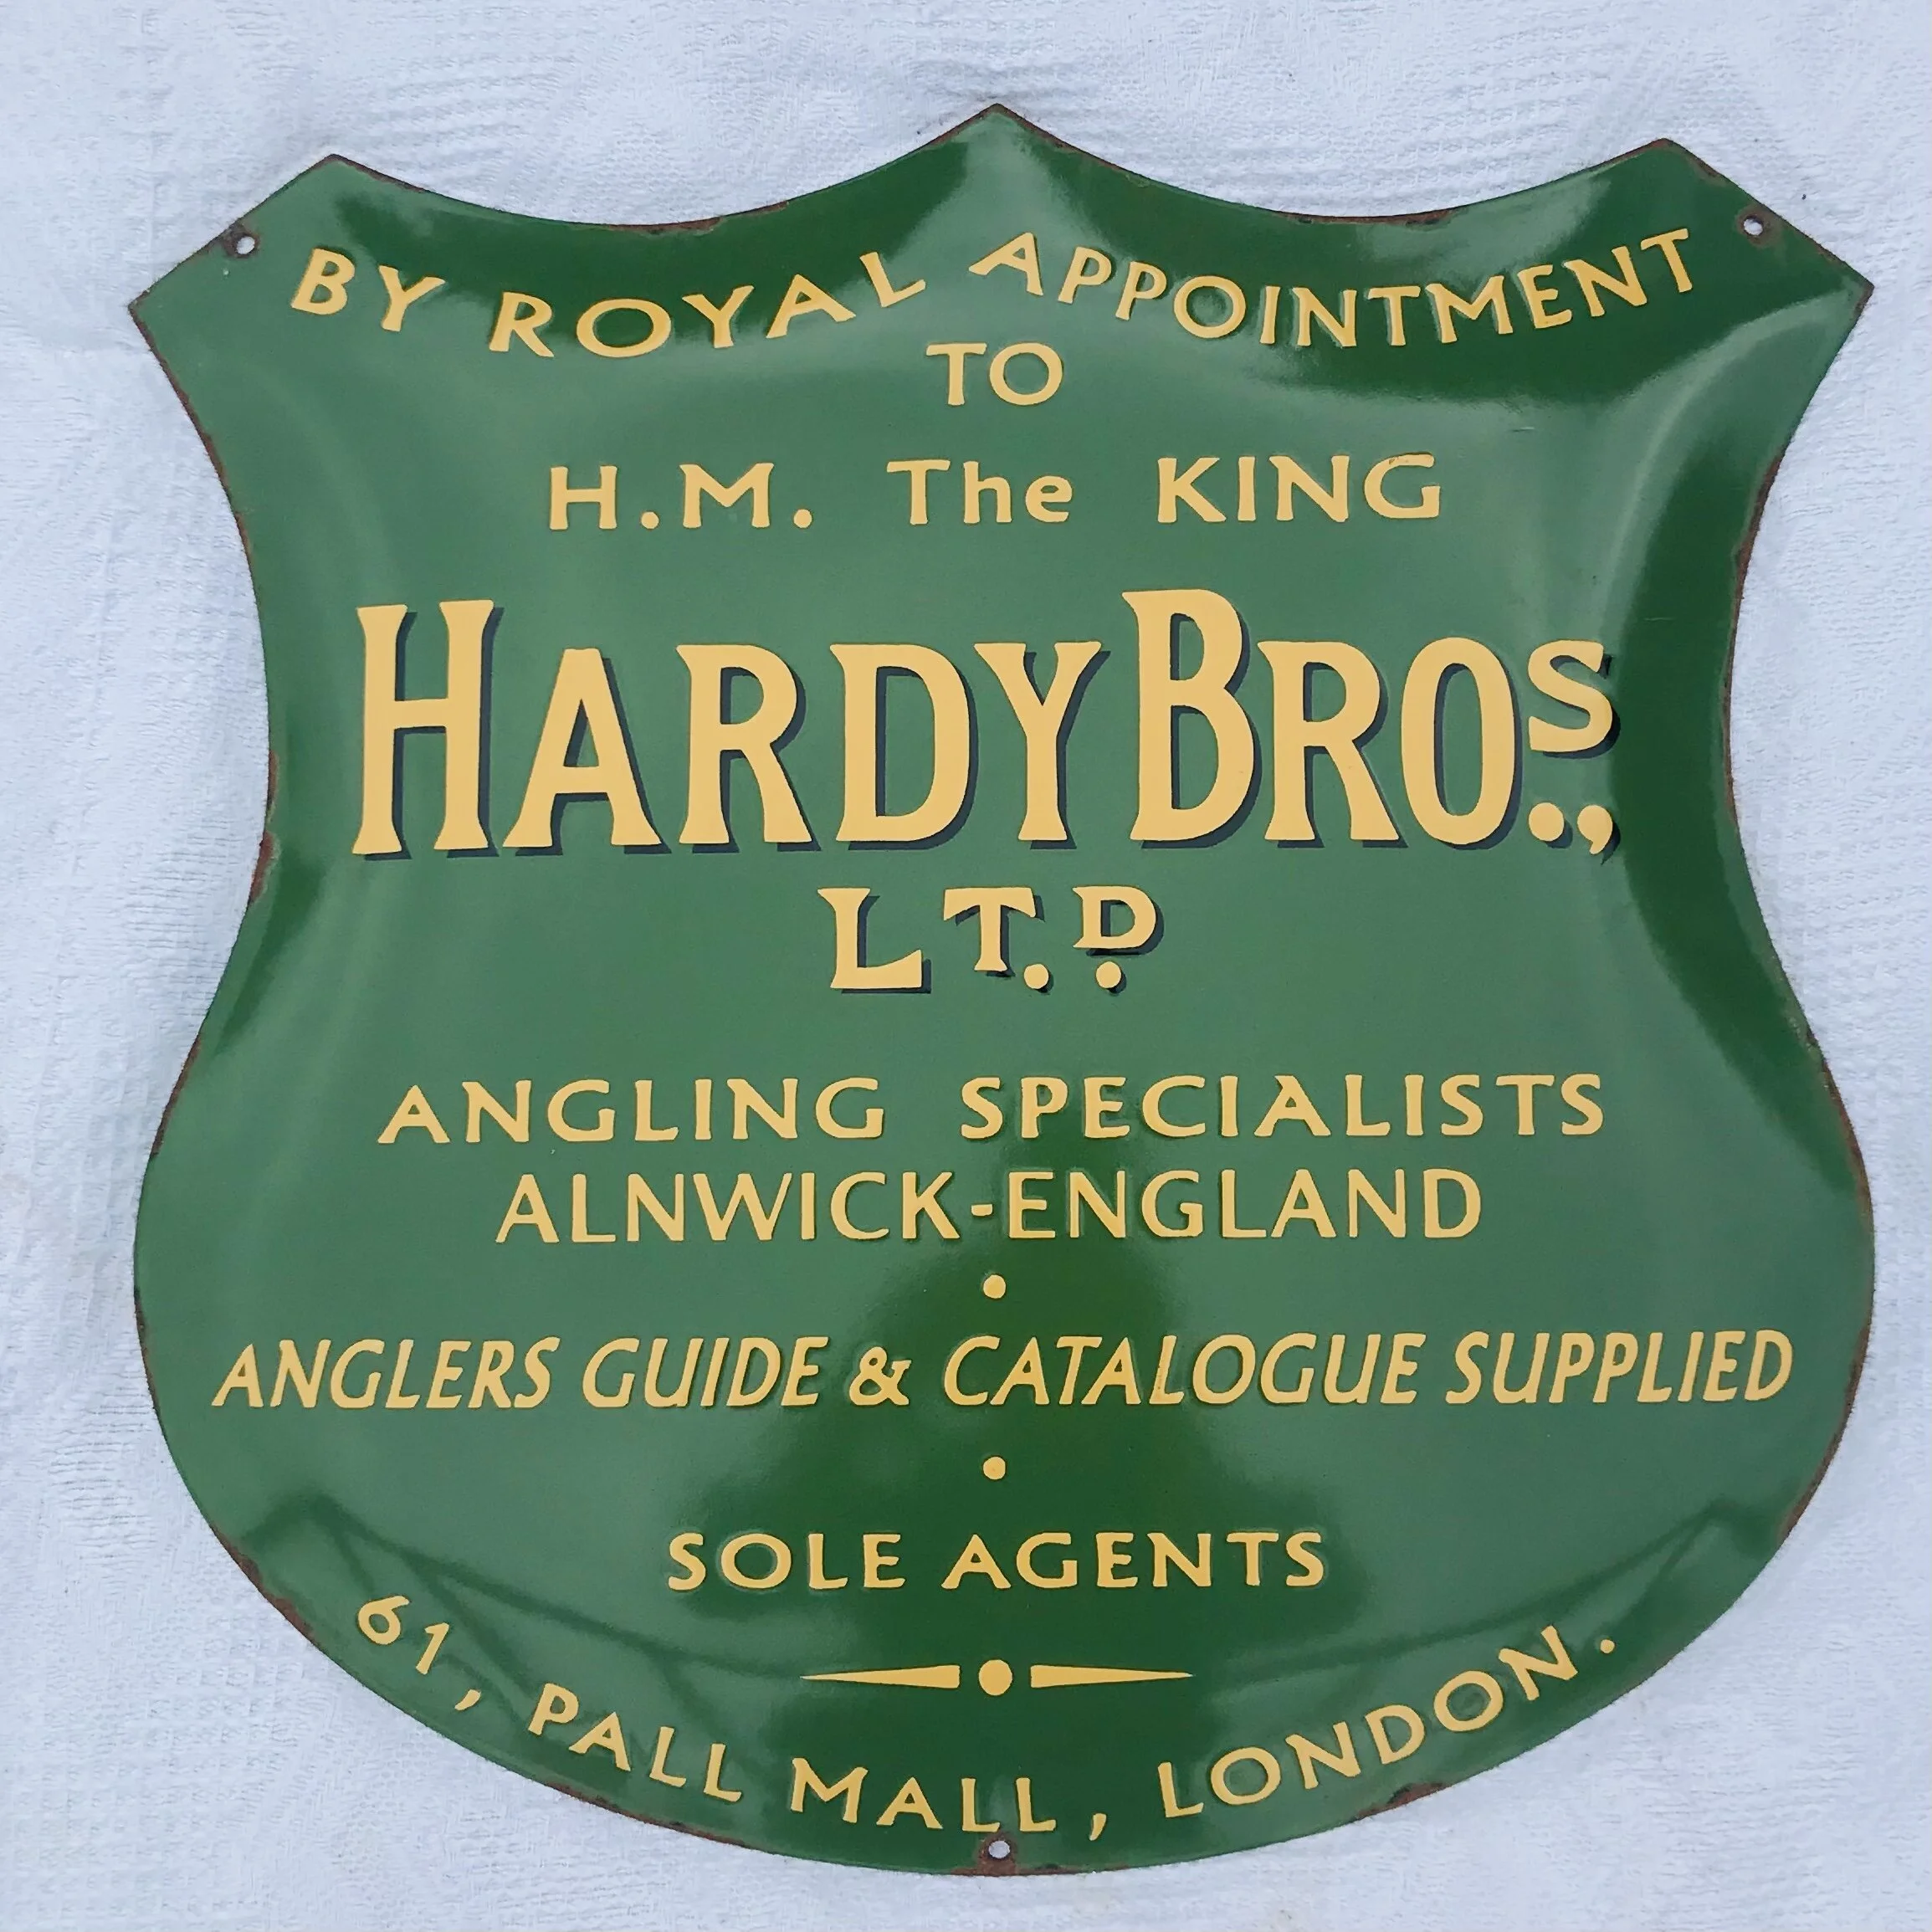 BY ROYAL APPOINTMENT
TO
H.M. The KING
HARDY BROS.,
LT.D.
ANGLING SPECIALISTS
ALNWICK-ENGLAND
•
ANGLERS GUIDE & CATALOGUE SUPPLIED
•
SOLE AGENTS
61, PALL MALL, LONDON.